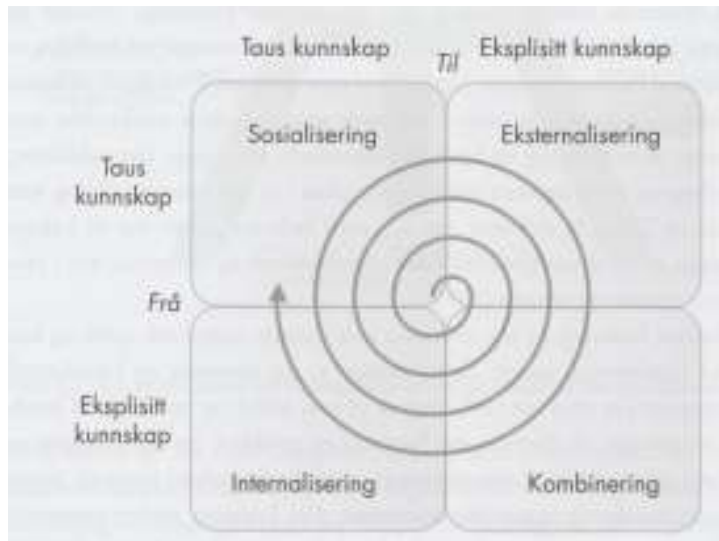 Taus kunnskap
Til
Eksplisitt kunnskap
Sosialisering
Eksternalisering
Taus
kunnskap
Frå
Eksplisitt
kunnskap
Internalisering
Kombinering